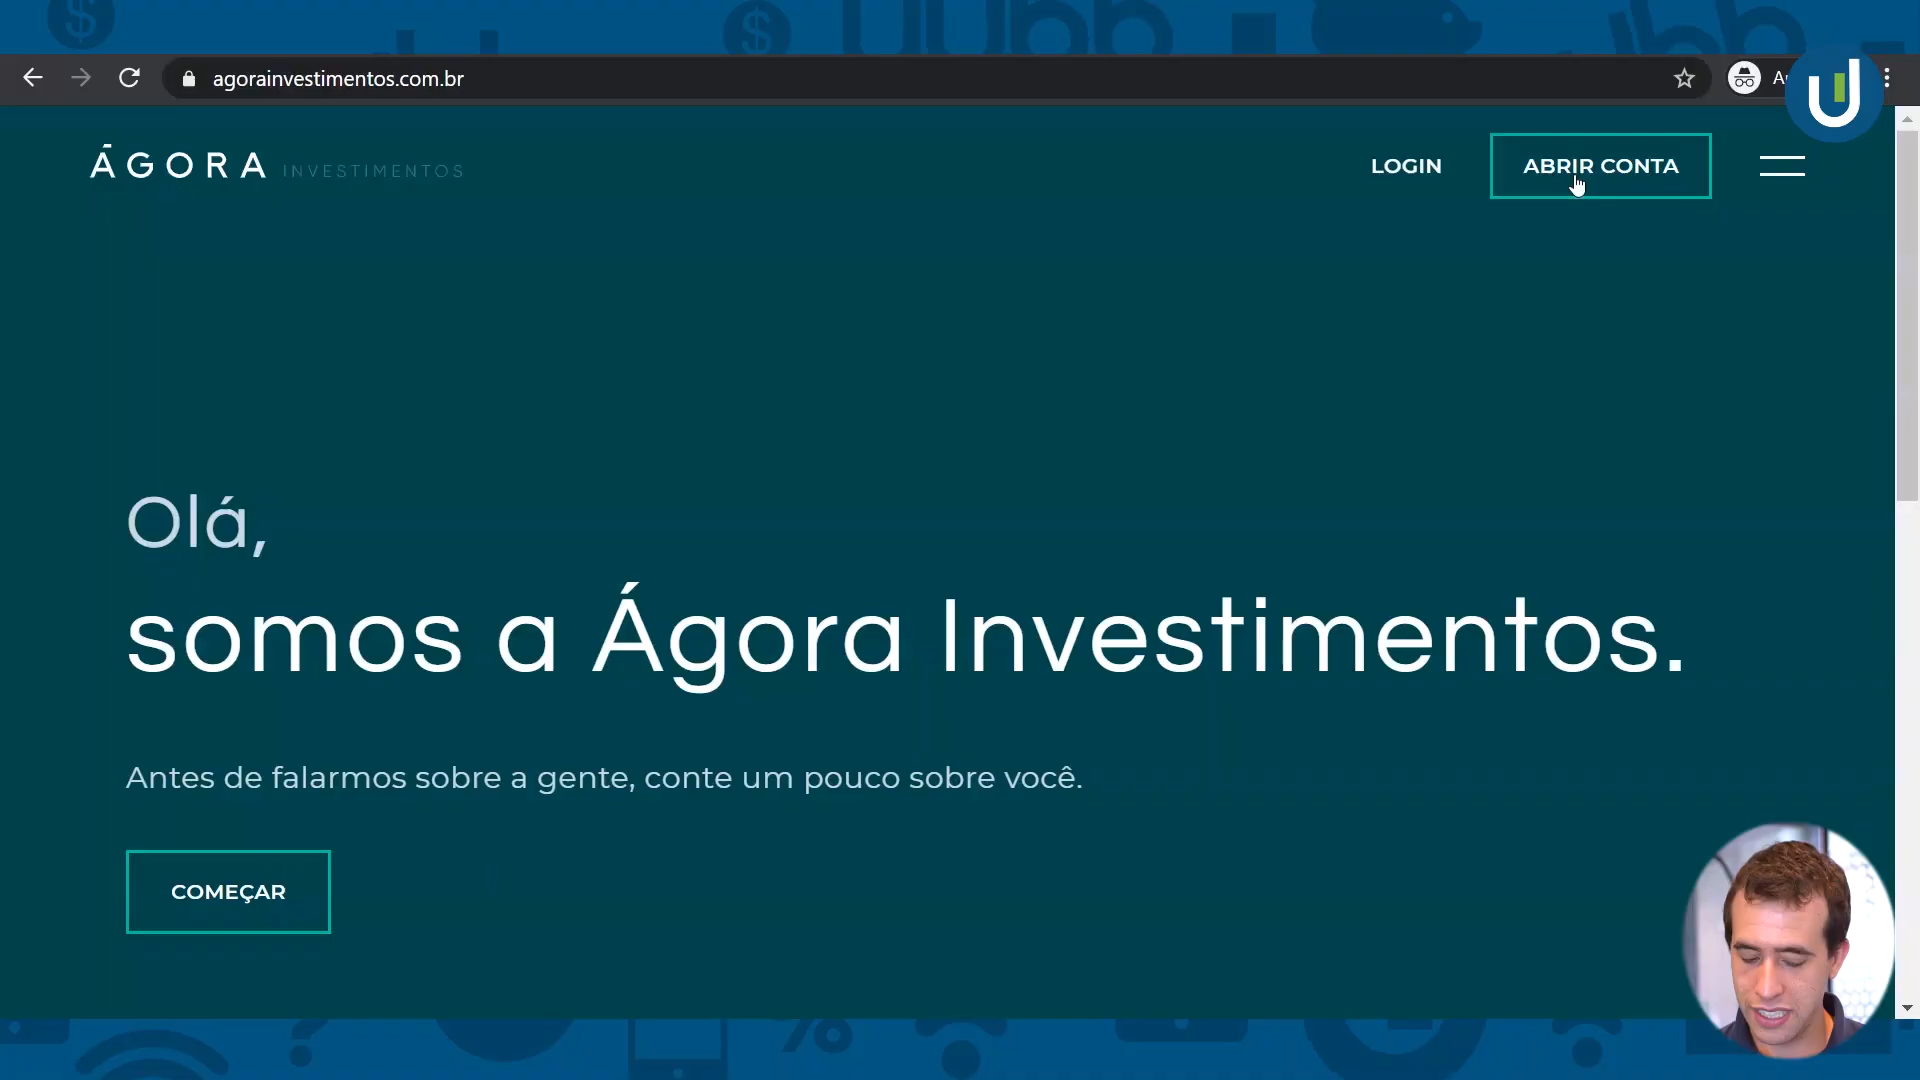 agorainvestimentos.com.br
ÁGORA INVESTIMENTOS
LOGIN
ABRIR CONTA
Olá,
somos a Ágora Investimentos.
Antes de falarmos sobre a gente, conte um pouco sobre você.
COMEÇAR